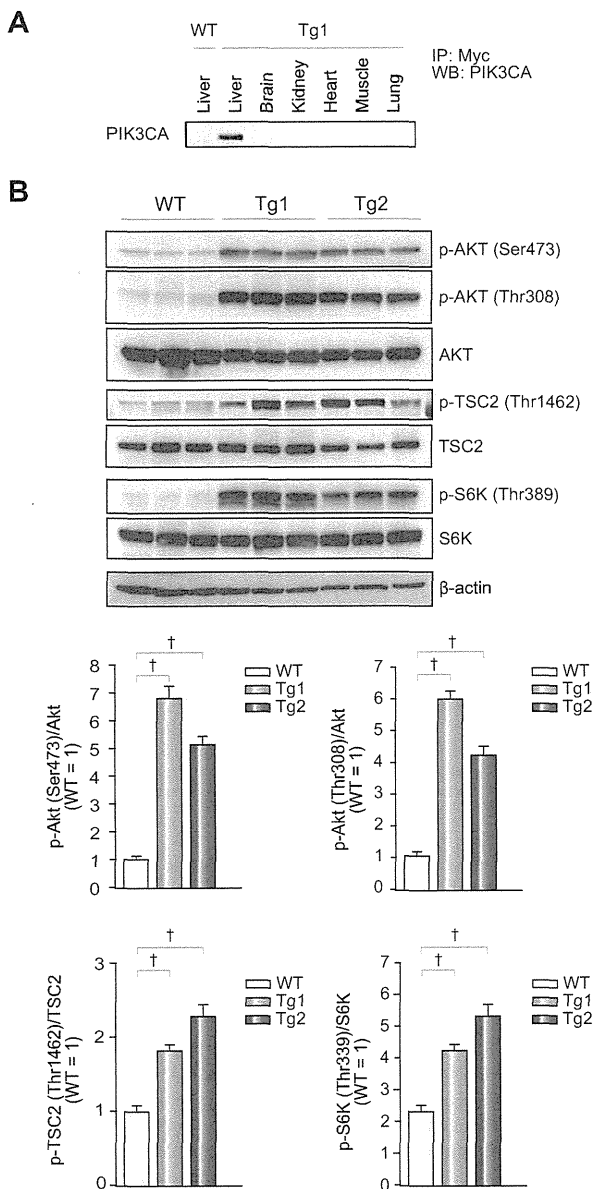 A
WT Tg1
Liver Liver Brain Kidney Heart Muscle Lung
IP: Myc
WB: PIK3CA
PIK3CA
B
WT Tg1 Tg2
p-AKT (Ser473)
p-AKT (Thr308)
AKT
p-TSC2 (Thr1462)
TSC2
p-S6K (Thr389)
S6K
β-actin
p-Akt (Ser473)/Akt
(WT = 1)
8
7
6
5
4
3
2
1
0
† †
WT
Tg1
Tg2
p-Akt (Thr308)/Akt
(WT = 1)
7
6
5
4
3
2
1
0
† †
WT
Tg1
Tg2
p-TSC2 (Thr1462)/TSC2
(WT = 1)
3
2
1
0
† †
WT
Tg1
Tg2
p-S6K (Thr339)/S6K
(WT = 1)
7
6
5
4
3
2
1
0
† †
WT
Tg1
Tg2